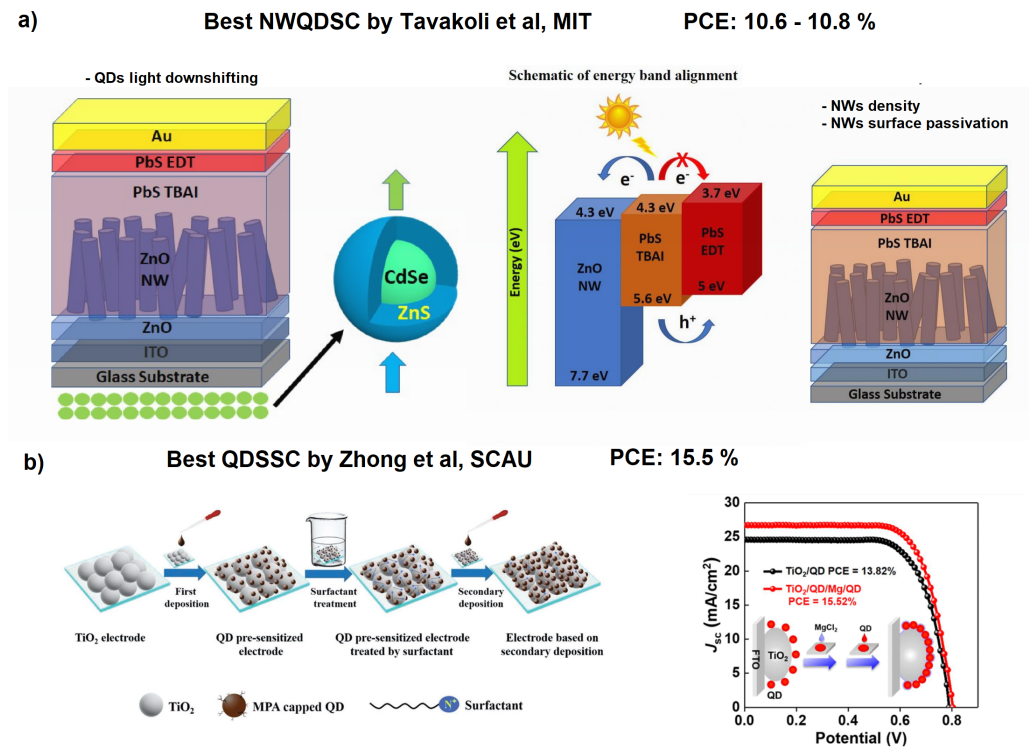 a)
Best NWQDSC by Tavakoli et al, MIT
PCE: 10.6 - 10.8 %
- QDs light downshifting
Au
PbS EDT
PbS TBAI
ZnO
NW
ZnO
ITO
Glass Substrate
CdSe
ZnS
Schematic of energy band alignment
Energy (eV)
e-
e-
X
4.3 eV
4.3 eV
3.7 eV
ZnO
NW
PbS
TBAI
PbS
EDT
5 eV
5.6 eV
h+
7.7 eV
- NWs density
- NWs surface passivation
Au
PbS EDT
PbS TBAI
ZnO
NW
ZnO
ITO
Glass Substrate
b)
Best QDSSC by Zhong et al, SCAU
PCE: 15.5 %
First
deposition
Surfactant
treatment
Secondary
deposition
TiO2 electrode
QD pre-sensitized
electrode
QD pre-sensitized electrode
treated by surfactant
Electrode based on
secondary deposition
TiO2
MPA capped QD
N+
Surfactant
30
25
20
15
10
5
0
Jsc (mA/cm2)
TiO2/QD PCE = 13.82%
TiO2/QD/Mg/QD
PCE = 15.52%
FTO
TiO2
QD
MgCl2
QD
0.0
0.2
0.4
0.6
0.8
Potential (V)